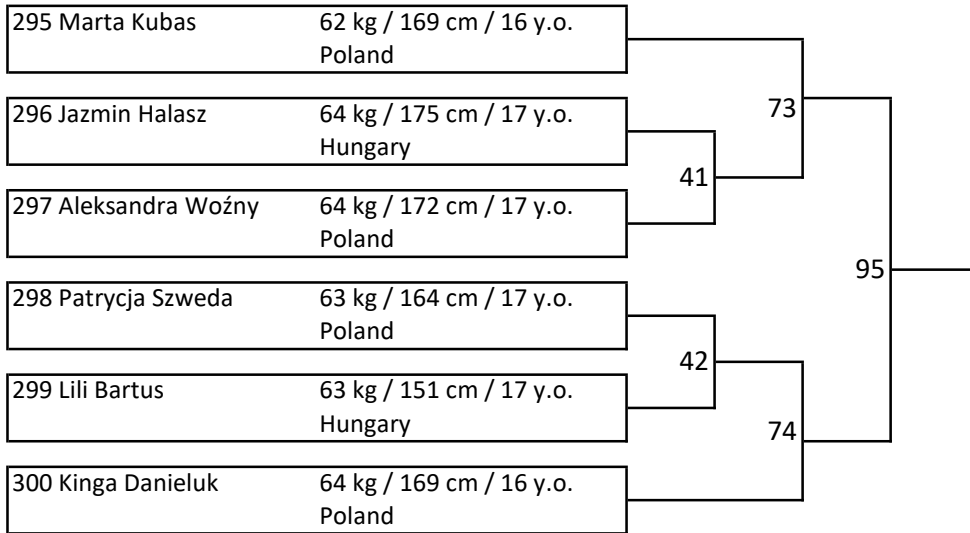 295 Marta Kubas 62 kg / 169 cm / 16 y.o.
Poland
73
296 Jazmin Halasz 64 kg / 175 cm / 17 y.o.
Hungary
41
297 Aleksandra Woźny 64 kg / 172 cm / 17 y.o.
Poland
95
298 Patrycja Szweda 63 kg / 164 cm / 17 y.o.
Poland
42
299 Lili Bartus 63 kg / 151 cm / 17 y.o.
Hungary
74
300 Kinga Danieluk 64 kg / 169 cm / 16 y.o.
Poland